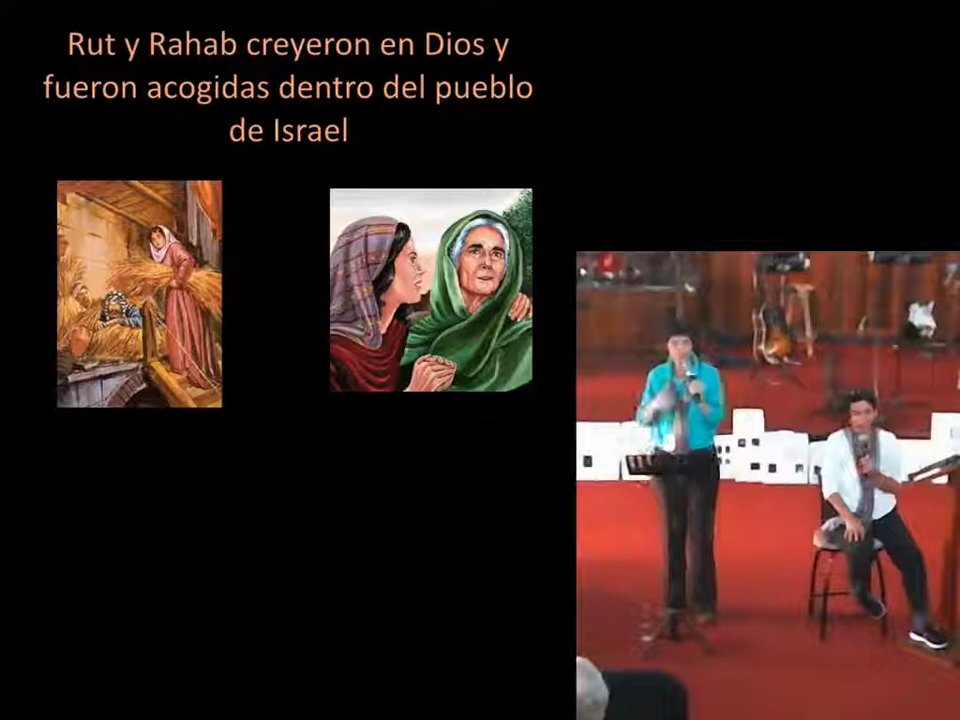 Rut y Rahab creyeron en Dios y
fueron acogidas dentro del pueblo
de Israel